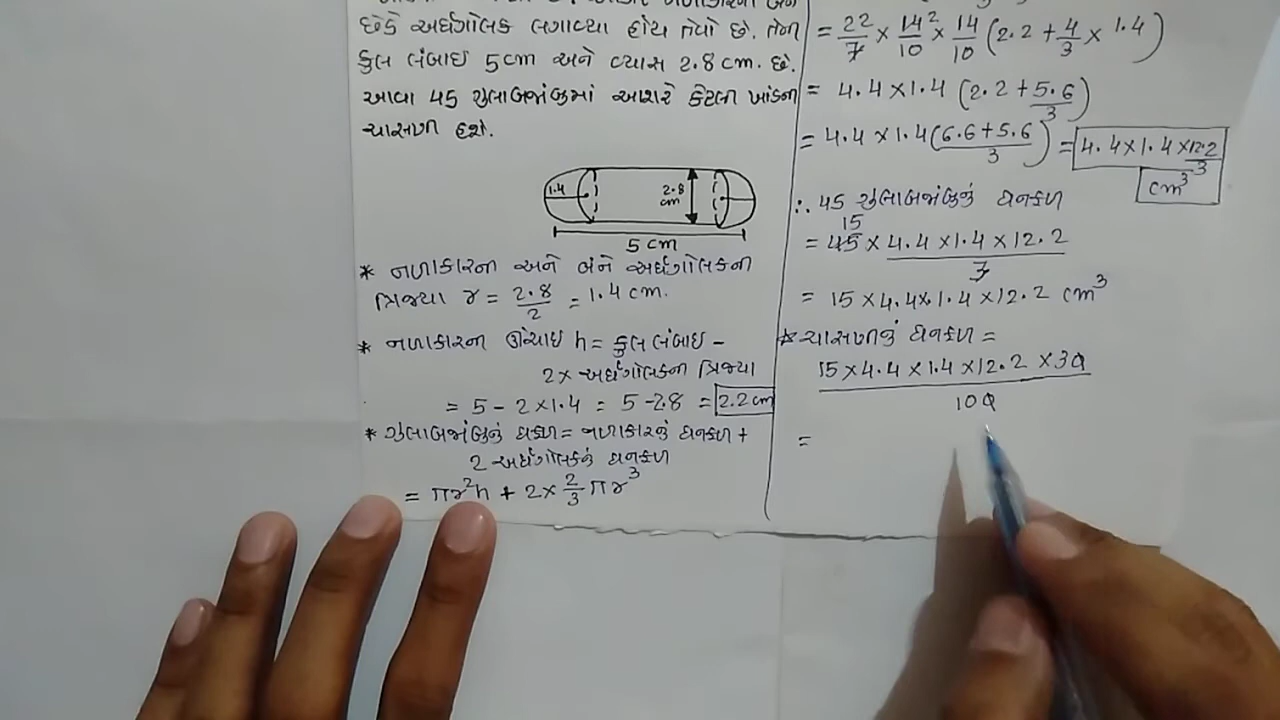 છેડે અર્ધગોલક લગાવ્યા હોય તેવો છે. તેની
કુલ લંબાઇ 5 cm અને વ્યાસ 2.8 cm. છે.
આવા 45 ગુલાબજાંબુમાં આશરે કેટલી ખાંડની
ચાસણી હશે.
1.4
2.8
cm
5 cm
* નળાકારના અને બંને અર્ધગોલકની
ત્રિજ્યા r = 2.8/2 = 1.4 cm.
* નળાકારના ઊંચાઇ h = કુલ લંબાઇ -
2 x અર્ધગોલકની ત્રિજ્યા
= 5 - 2 x 1.4 = 5 - 2.8 = 2.2 cm
* ગુલાબજાંબુનું ઘફળ = નળાકારનું ઘનફળ +
2 અર્ધગોલકનું ઘનફળ
= πr²h + 2 x 2/3 πr³
= 22/7 x 14²/10 x 14/10 (2.2 + 4/3 x 1.4)
= 4.4 x 1.4 (2.2 + 5.6/3)
= 4.4 x 1.4 (6.6 + 5.6/3) = 4.4 x 1.4 x 12.2/3
cm³
∴ 45 ગુલાબજાંબુનું ઘનફળ
15
= 45 x 4.4 x 1.4 x 12.2/3
= 15 x 4.4 x 1.4 x 12.2 cm³
* ચાસણીનું ઘનફળ =
15 x 4.4 x 1.4 x 12.2 x 30
100
=